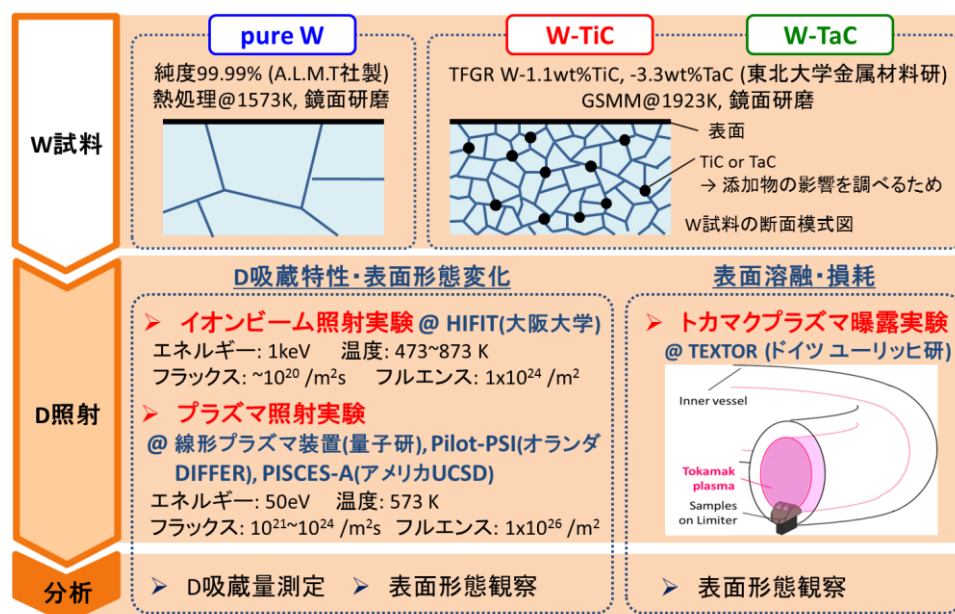 pure W
W-TiC
W-TaC
純度99.99% (A.L.M.T社製)
熱処理@1573K, 鏡面研磨
TFGR W-1.1wt%TiC, -3.3wt%TaC (東北大学金属材料研)
GSMM@1923K, 鏡面研磨
W試料
表面
TiC or TaC
→ 添加物の影響を調べるため
W試料の断面模式図
D照射
D吸蔵特性・表面形態変化
➢ イオンビーム照射実験 @ HIFIT(大阪大学)
エネルギー: 1keV 温度: 473~873 K
フラックス: ~10²⁰ /m²s フルエンス: 1x10²⁴ /m²
➢ プラズマ照射実験
@ 線形プラズマ装置(量子研), Pilot-PSI(オランダ
DIFFER), PISCES-A(アメリカUCSD)
エネルギー: 50eV 温度: 573 K
フラックス: 10²¹~10²⁴ /m²s フルエンス: 1x10²⁶ /m²
表面溶融・損耗
➢ トカマクプラズマ曝露実験
@ TEXTOR (ドイツ ユーリッヒ研)
Inner vessel
Tokamak
plasma
Samples
on Limiter
分析
➢ D吸蔵量測定 ➢ 表面形態観察
➢ 表面形態観察